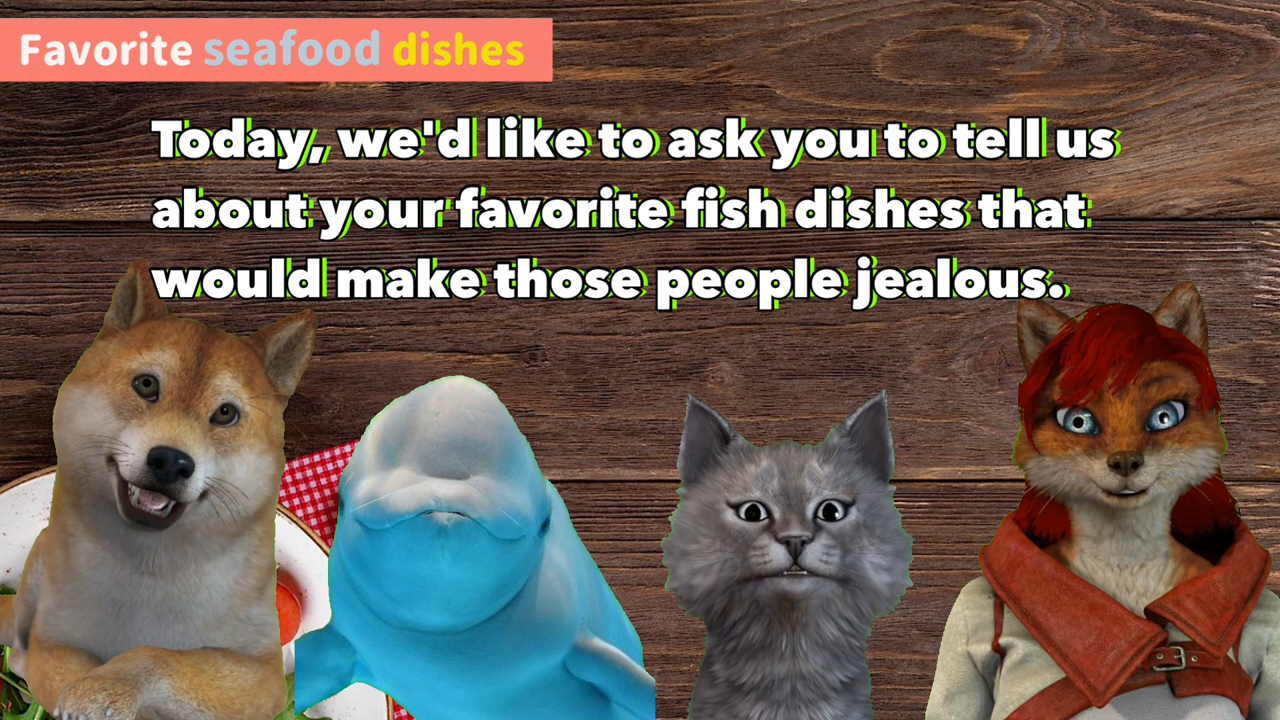 Favorite seafood dishes
Today, we'd like to ask you to tell us
about your favorite fish dishes that
would make those people jealous.